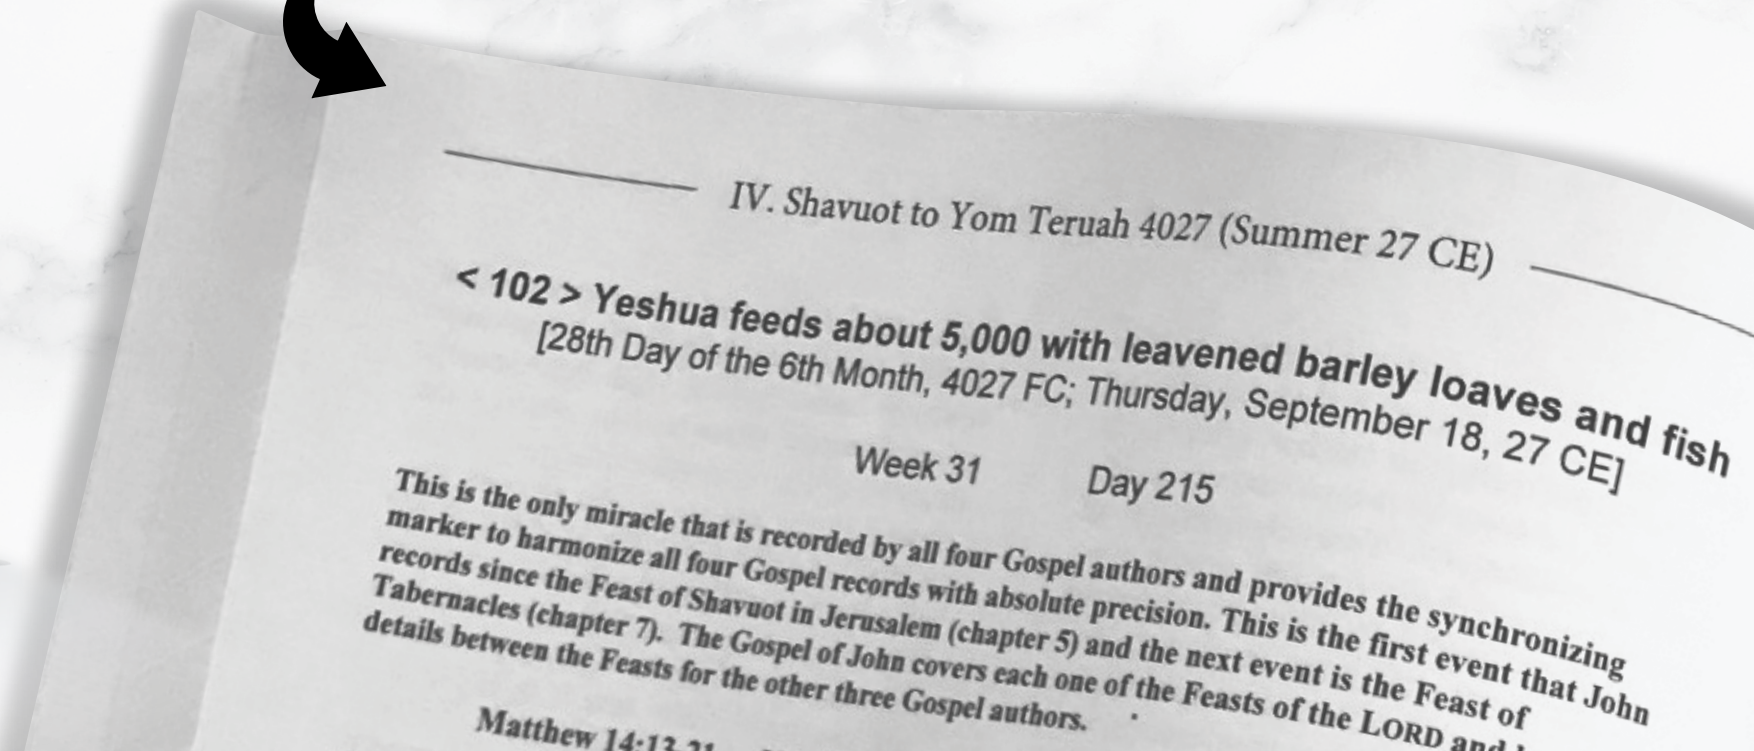 IV. Shavuot to Yom Teruah 4027 (Summer 27 CE)
< 102 > Yeshua feeds about 5,000 with leavened barley loaves and fish
[28th Day of the 6th Month, 4027 FC; Thursday, September 18, 27 CE]
Week 31 Day 215
This is the only miracle that is recorded by all four Gospel authors and provides the synchronizing
marker to harmonize all four Gospel records with absolute precision. This is the first event that John
records since the Feast of Shavuot in Jerusalem (chapter 5) and the next event is the Feast of
Tabernacles (chapter 7). The Gospel of John covers each one of the Feasts of the LORD and
details between the Feasts for the other three Gospel authors.
Matthew 14:13-21